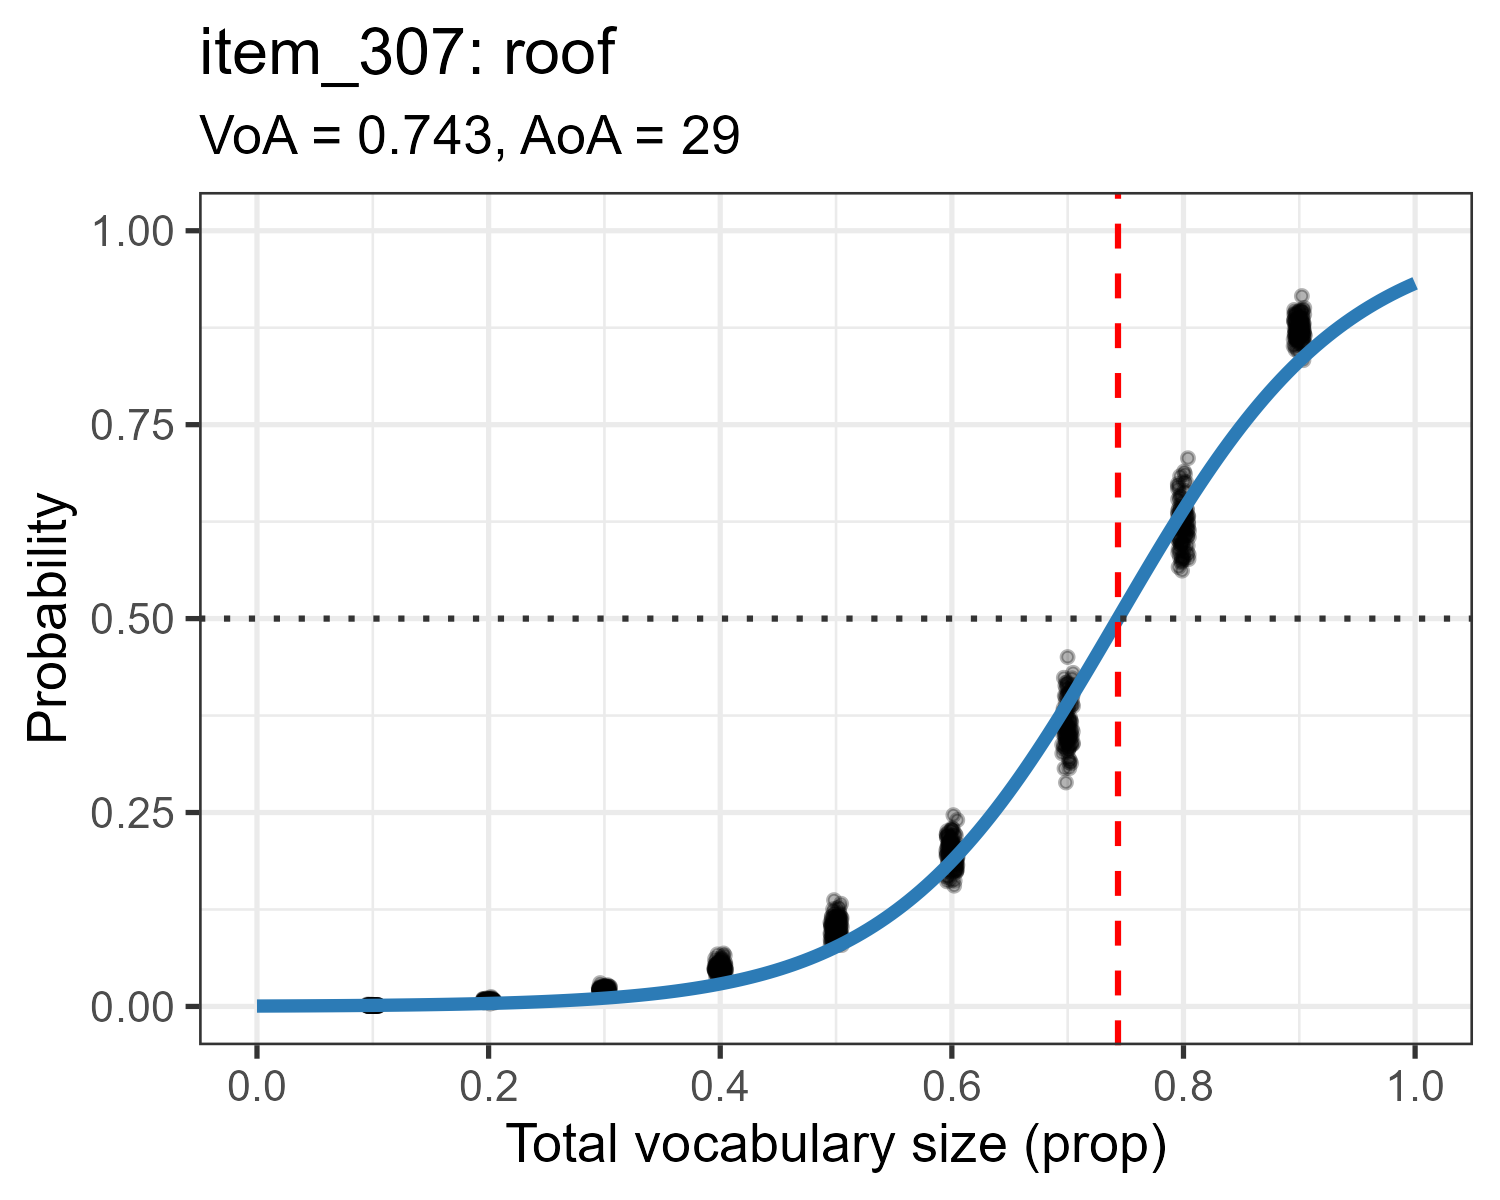 item_307: roof
VoA = 0.743, AoA = 29
1.00
0.75
0.50
0.25
0.00
Probability
0.0 0.2 0.4 0.6 0.8 1.0
Total vocabulary size (prop)